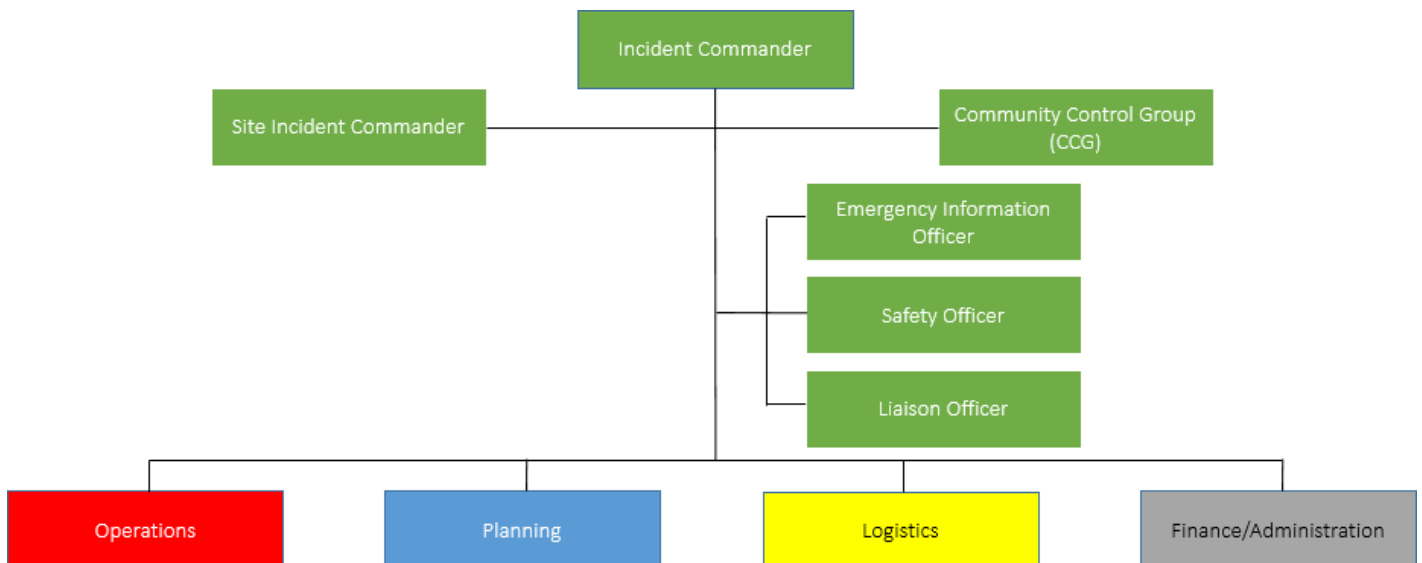 Incident Commander
Site Incident Commander
Community Control Group
(CCG)
Emergency Information
Officer
Safety Officer
Liaison Officer
Operations
Planning
Logistics
Finance/Administration